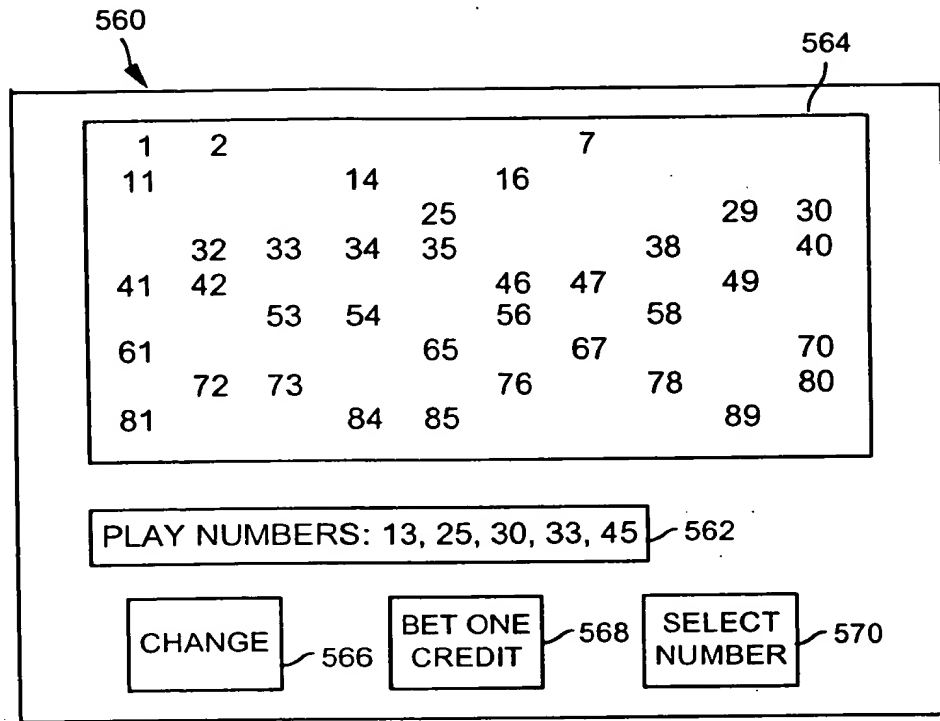 560
564
1 2 7
11 14 16
25 29 30
32 33 34 35 38 40
41 42 46 47 49
53 54 56 58
61 65 67 70
72 73 76 78 80
81 84 85 89
PLAY NUMBERS: 13, 25, 30, 33, 45
562
CHANGE
566
BET ONE
CREDIT
568
SELECT
NUMBER
570